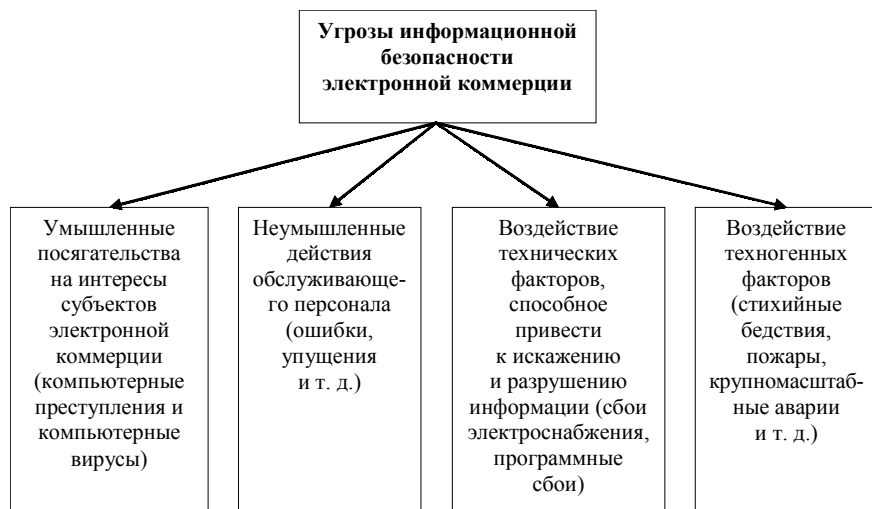 Угрозы информационной
безопасности
электронной коммерции
Умышленные
посягательства
на интересы
субъектов
электронной
коммерции
(компьютерные
преступления и
компьютерные
вирусы)
Неумышленные
действия
обслуживающе-
го персонала
(ошибки,
упущения
и т. д.)
Воздействие
технических
факторов,
способное
привести
к искажению
и разрушению
информации (сбои
электроснабжения,
программные
сбои)
Воздействие
техногенных
факторов
(стихийные
бедствия,
пожары,
крупномасштаб-
ные аварии
и т. д.)